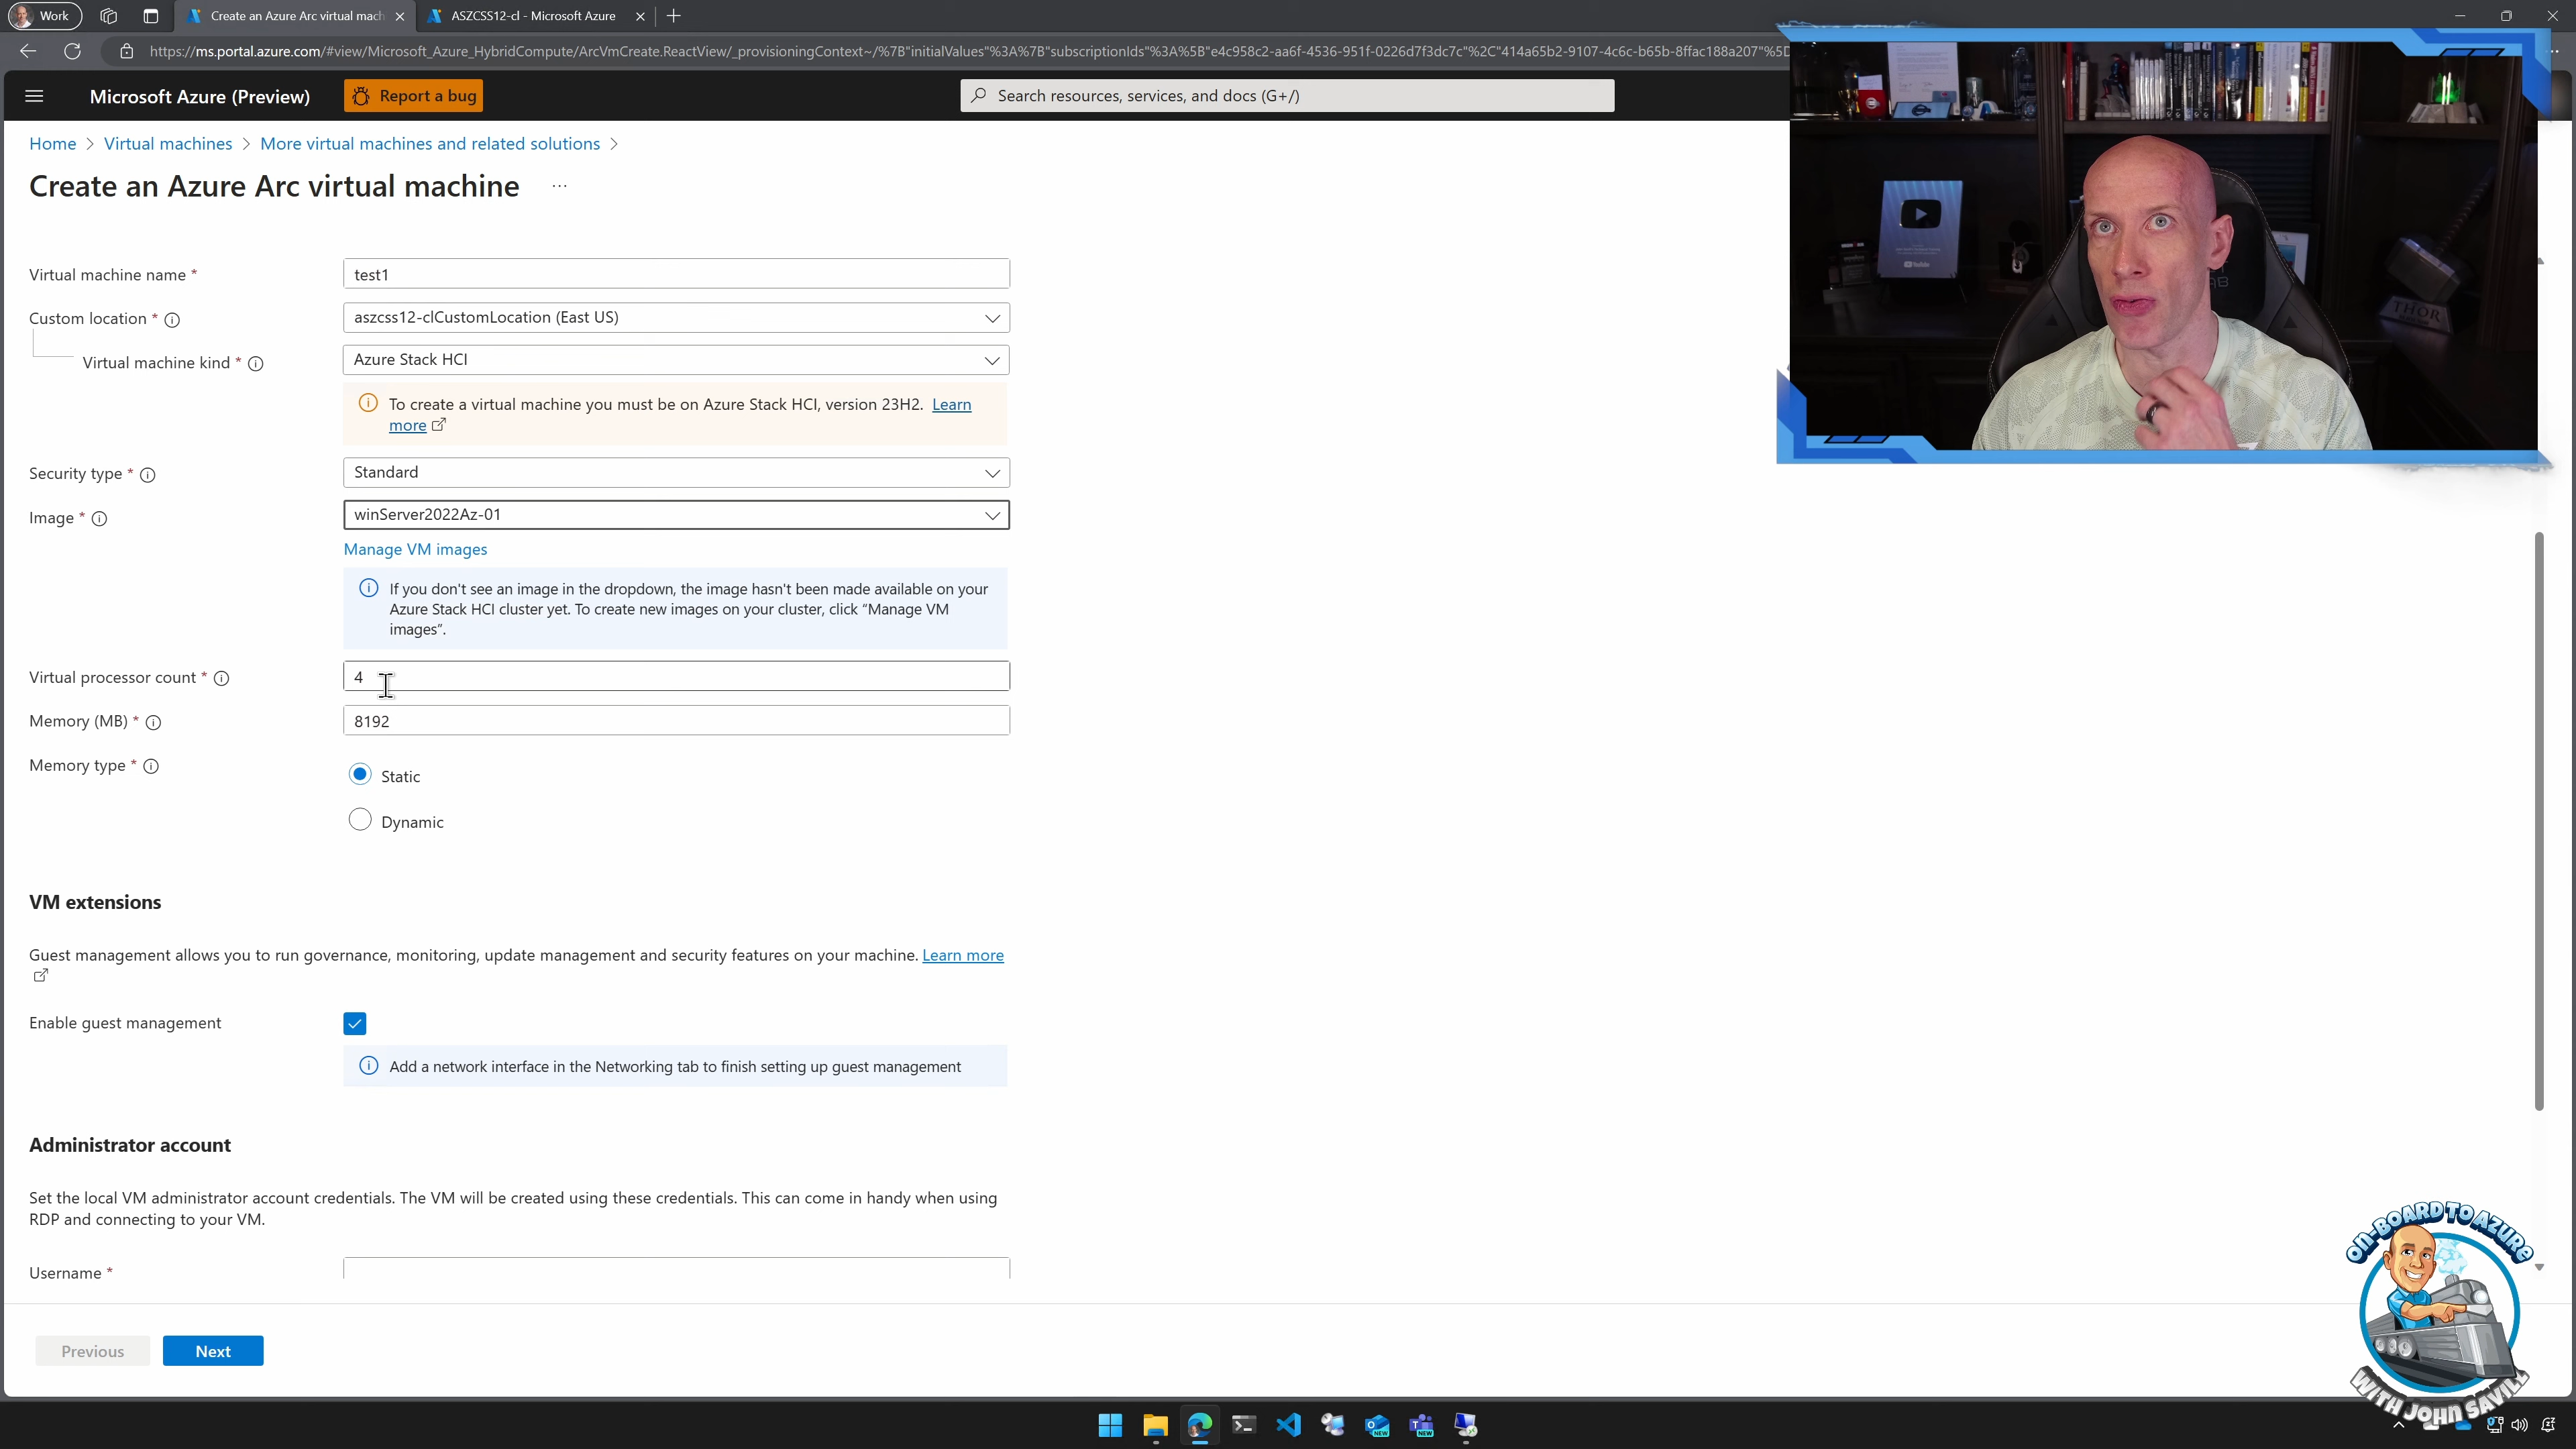 Work
Create an Azure Arc virtual mach
ASZCSS12-cl - Microsoft Azure
https://ms.portal.azure.com/#view/Microsoft_Azure_HybridCompute/ArcVmCreate.ReactView/_provisioningContext~/%7B"initialValues"%3A%7B"subscriptionIds"%3A%5B"e4c958c2-aa6f-4536-951f-0226d7f3dc7c"%2C"414a65b2-9107-4c6c-b65b-8ffac188a207"%5D
Microsoft Azure (Preview)
Report a bug
Search resources, services, and docs (G+/)
Home > Virtual machines > More virtual machines and related solutions >
Create an Azure Arc virtual machine ...
Virtual machine name *
test1
Custom location *
aszcss12-clCustomLocation (East US)
Virtual machine kind *
Azure Stack HCI
To create a virtual machine you must be on Azure Stack HCI, version 23H2. Learn
more
Security type *
Standard
Image *
winServer2022Az-01
Manage VM images
If you don't see an image in the dropdown, the image hasn't been made available on your
Azure Stack HCI cluster yet. To create new images on your cluster, click “Manage VM
images”.
Virtual processor count *
4
Memory (MB) *
8192
Memory type *
Static
Dynamic
VM extensions
Guest management allows you to run governance, monitoring, update management and security features on your machine. Learn more
Enable guest management
Add a network interface in the Networking tab to finish setting up guest management
Administrator account
Set the local VM administrator account credentials. The VM will be created using these credentials. This can come in handy when using
RDP and connecting to your VM.
Username *
Previous
Next
YouTube
THOR
ON-BOARD TO AZURE
WITH JOHN SAVILL
NEW
NEW